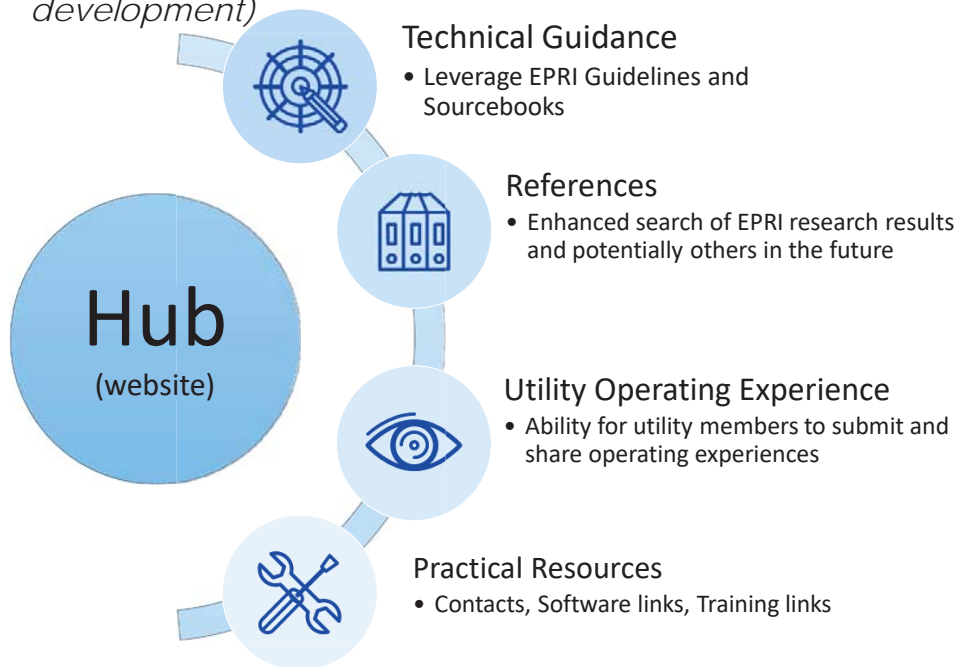 development)
Technical Guidance
• Leverage EPRI Guidelines and
Sourcebooks
References
• Enhanced search of EPRI research results
and potentially others in the future
Hub
(website)
Utility Operating Experience
• Ability for utility members to submit and
share operating experiences
Practical Resources
• Contacts, Software links, Training links